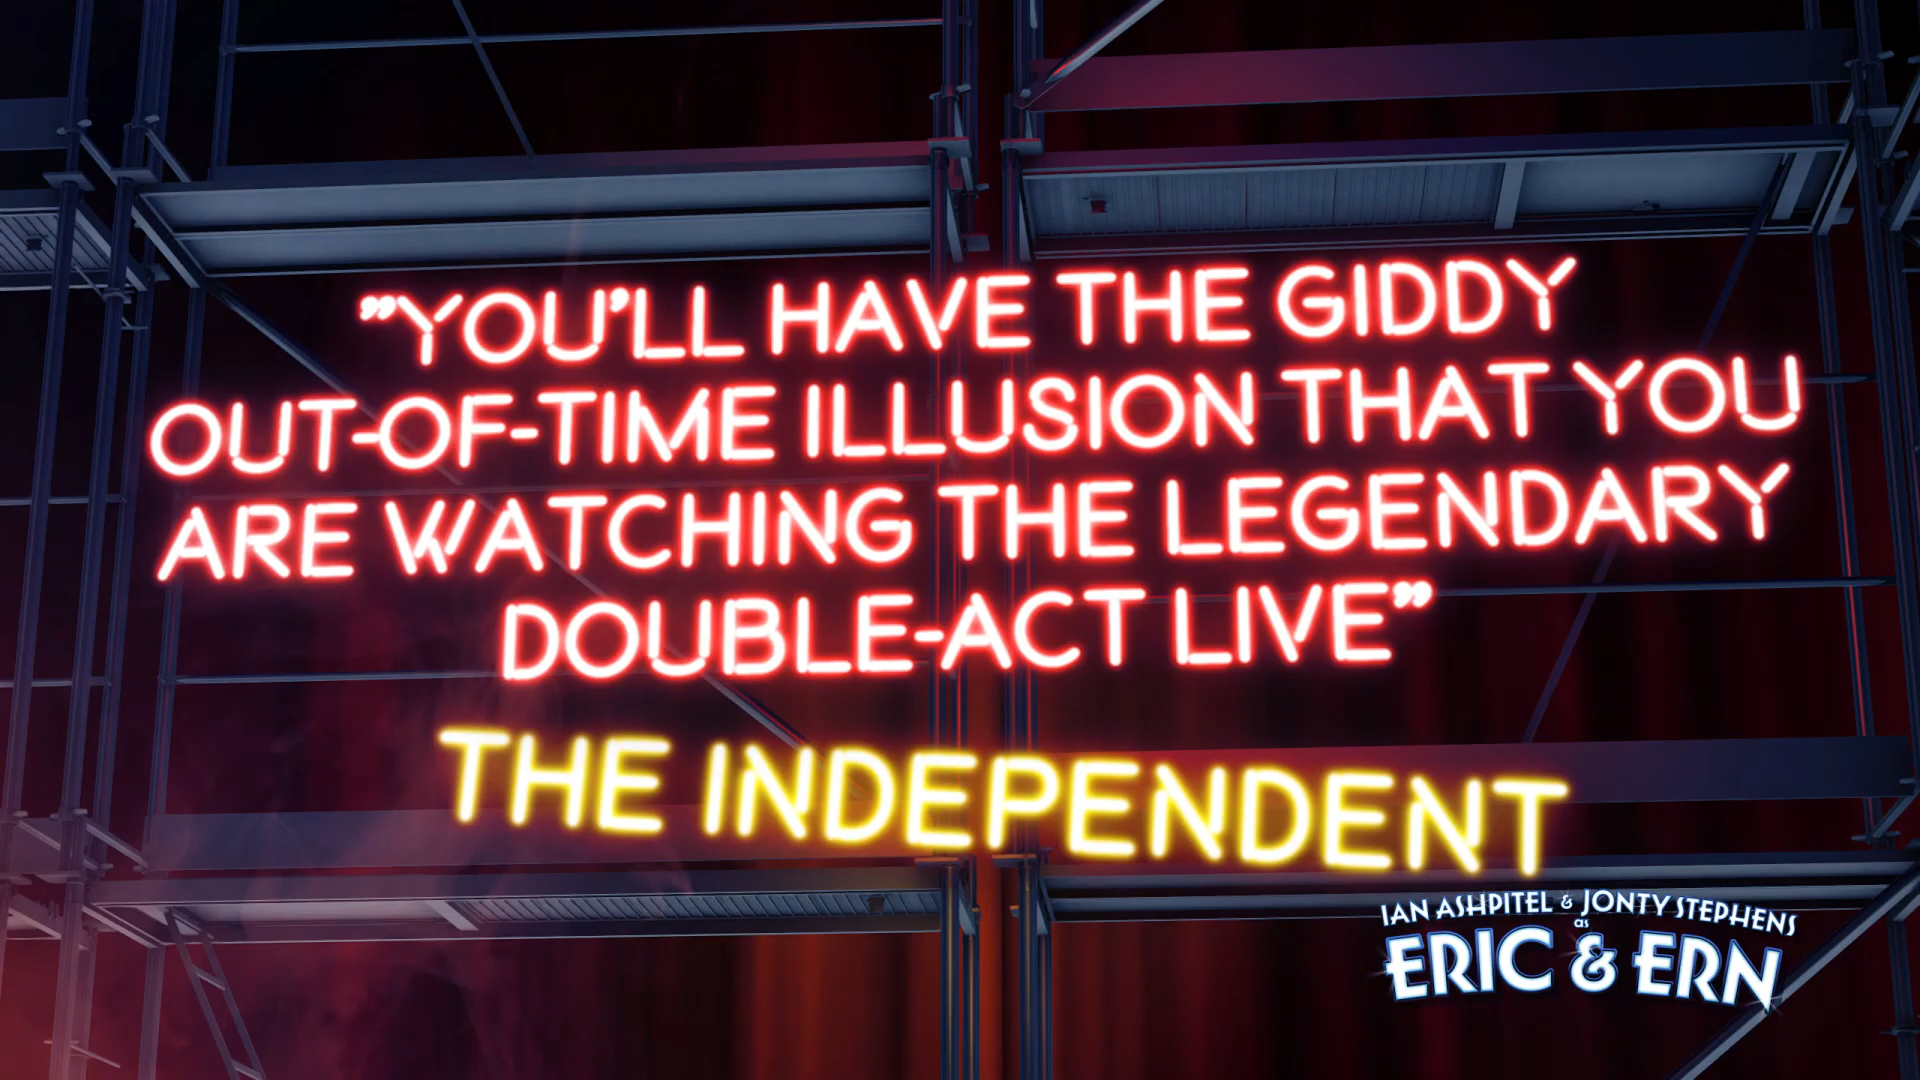 ”YOU’LL HAVE THE GIDDY
OUT-OF-TIME ILLUSION THAT YOU
ARE WATCHING THE LEGENDARY
DOUBLE-ACT LIVE”
THE INDEPENDENT
IAN ASHPITEL & JONTY STEPHENS
as
ERIC & ERN